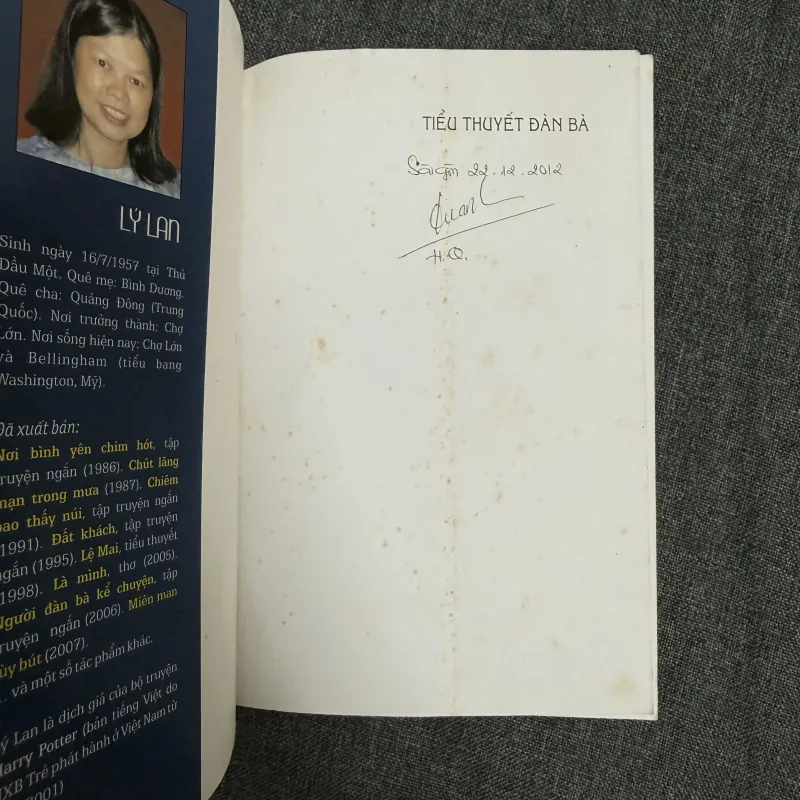 LÝ LAN
Sinh ngày 16/7/1957 tại Thủ
Dầu Một. Quê mẹ: Bình Dương.
Quê cha: Quảng Đông (Trung
Quốc). Nơi trưởng thành: Chợ
Lớn. Nơi sống hiện nay: Chợ Lớn
và Bellingham (tiểu bang
Washington, Mỹ).
Đã xuất bản:
Nơi bình yên chim hót, tập
truyện ngắn (1986). Chút lãng
mạn trong mưa (1987). Chiêm
bao thấy núi, tập truyện ngắn
(1991). Đất khách, tập truyện
ngắn (1995). Lệ Mai, tiểu thuyết
(1998). Là mình, thơ (2005).
Người đàn bà kể chuyện, tập
truyện ngắn (2006). Miên man
tùy bút (2007).
... và một số tác phẩm khác.
Lý Lan là dịch giả của bộ truyện
Harry Potter (bản tiếng Việt do
NXB Trẻ phát hành ở Việt Nam từ
2001)
TIỂU THUYẾT ĐÀN BÀ
Sàigòn 22.12.2012
H.Q.